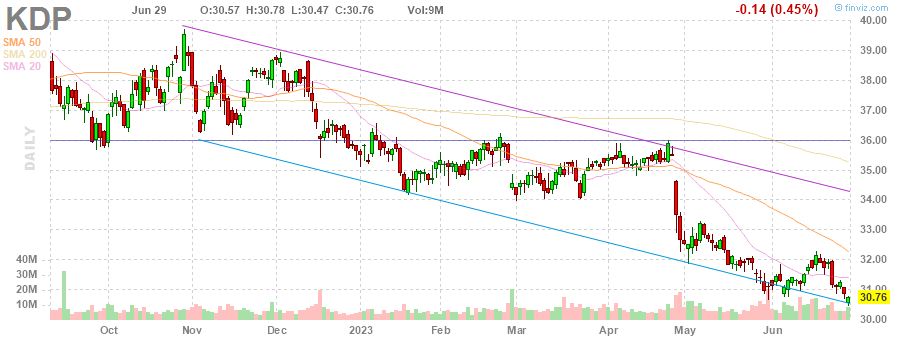 KDP Jun 29 O:30.57 H:30.78 L:30.47 C:30.76 Vol:9M -0.14 (0.45%) finviz.com
SMA 50
SMA 200
SMA 20
DAILY
40.00
39.00
38.00
37.00
36.00
35.00
34.00
33.00
32.00
31.00
30.76
30.00
40M
30M
20M
10M
Oct Nov Dec 2023 Feb Mar Apr May Jun